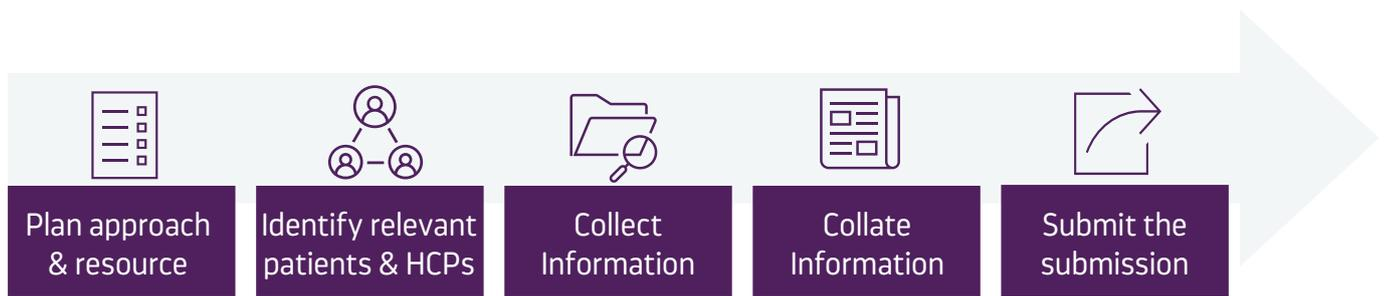 Plan approach
& resource
Identify relevant
patients & HCPs
Collect
Information
Collate
Information
Submit the
submission